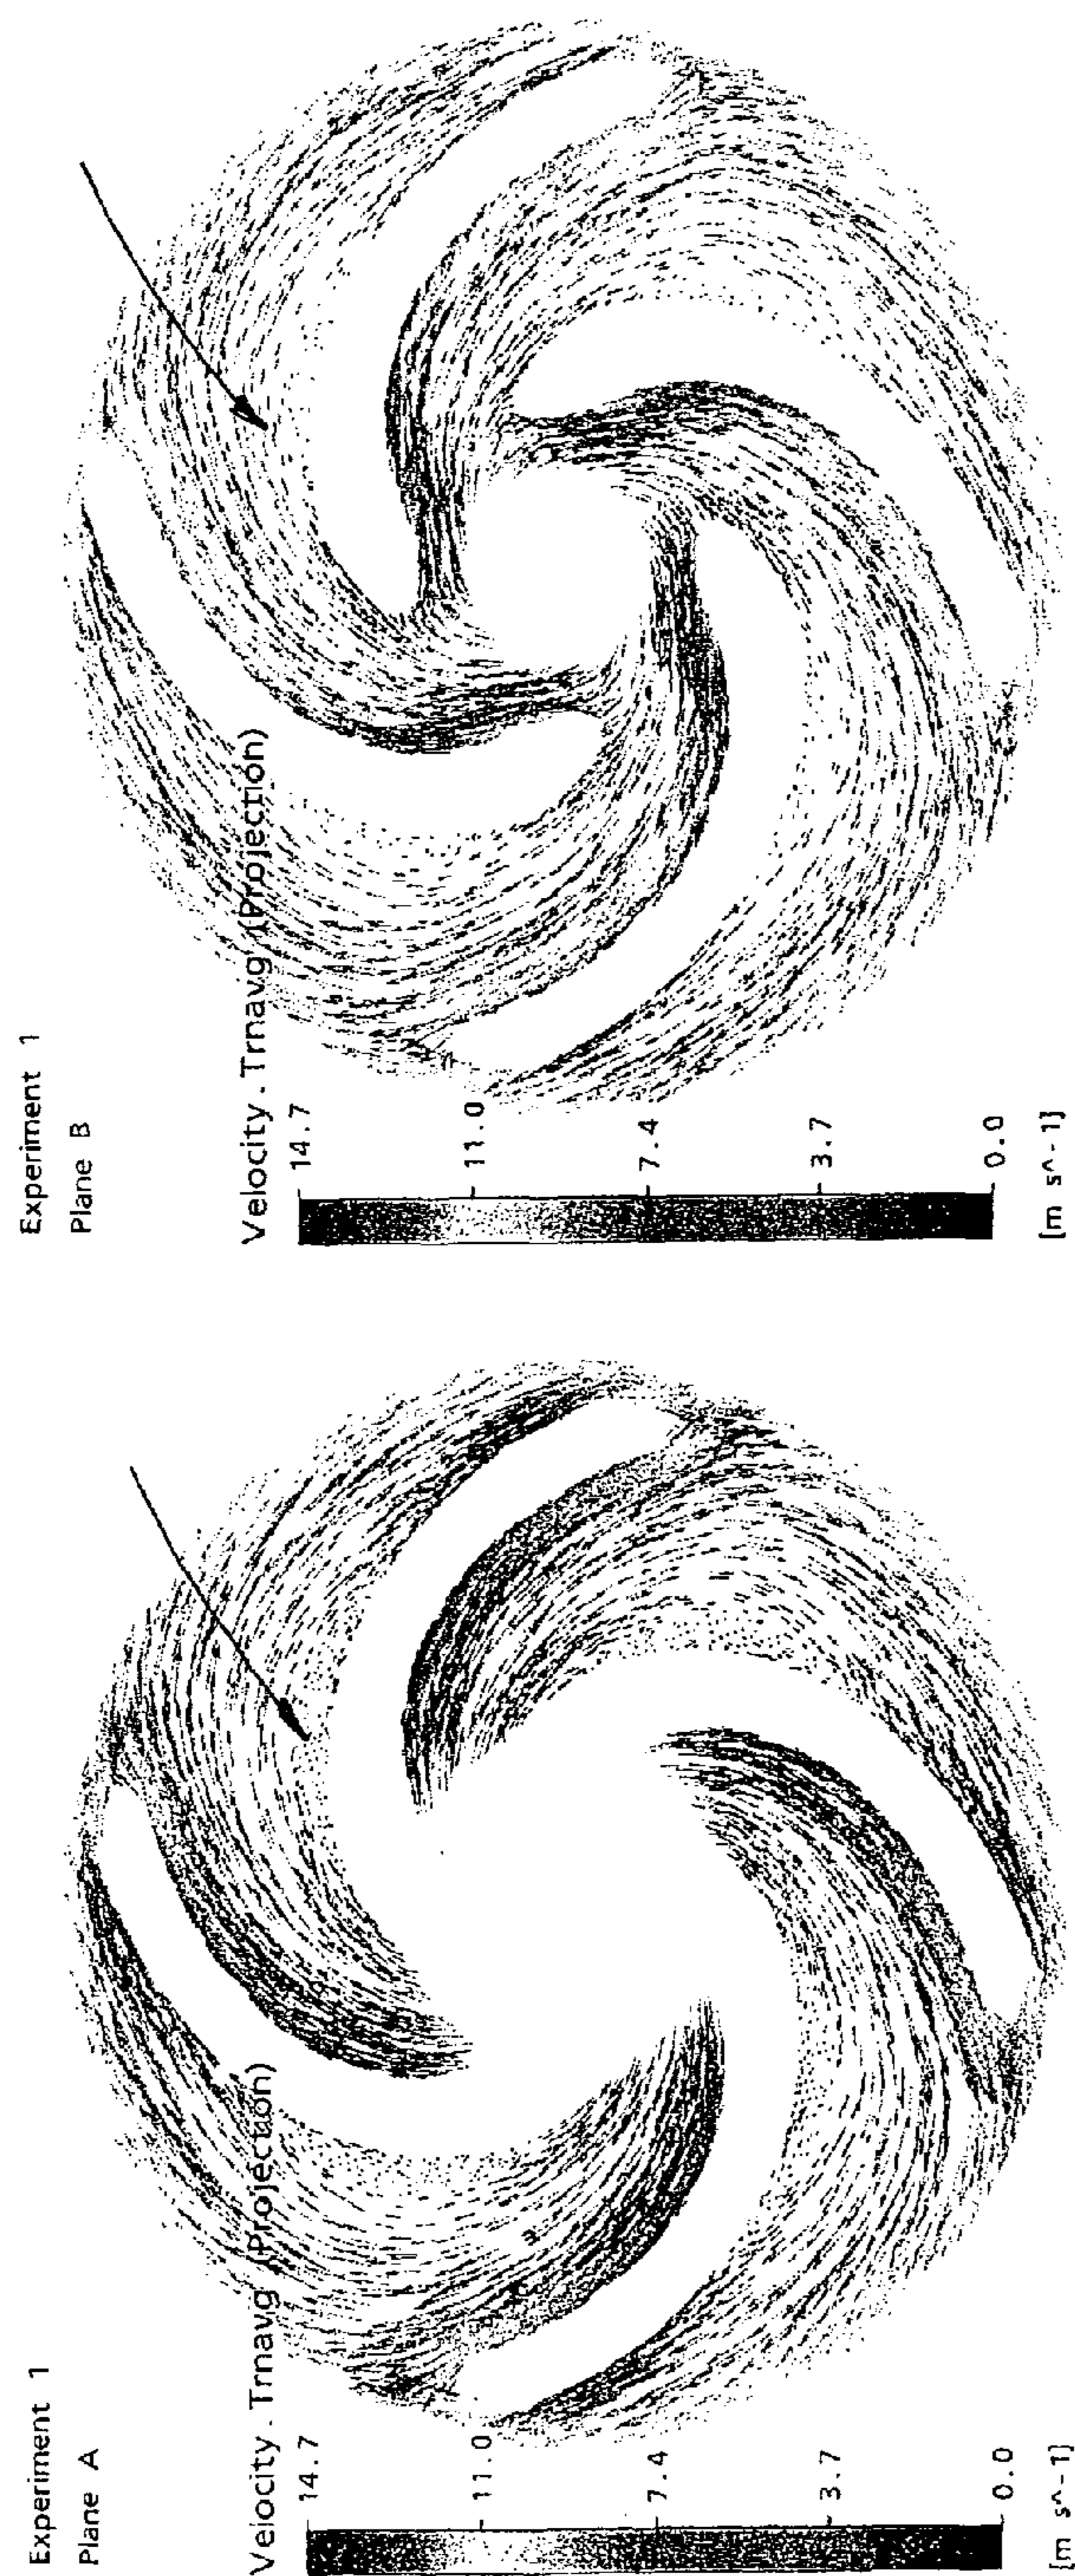 Experiment 1
Plane A
Velocity.Trnavg (Projection)
14.7
11.0
7.4
3.7
0.0
[m s^-1]
Experiment 1
Plane B
Velocity.Trnavg (Projection)
14.7
11.0
7.4
3.7
0.0
[m s^-1]